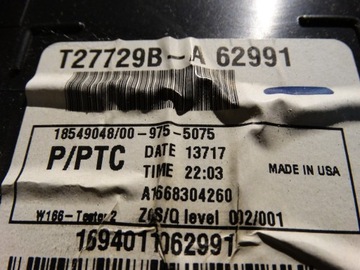 T27729B-A 62991
18549048/00-975-5075
P/PTC DATE 13717
TIME 22:03
MADE IN USA
A1668304260
W166-Tester 2 Z6S/Q level 002/001
1694011062991-